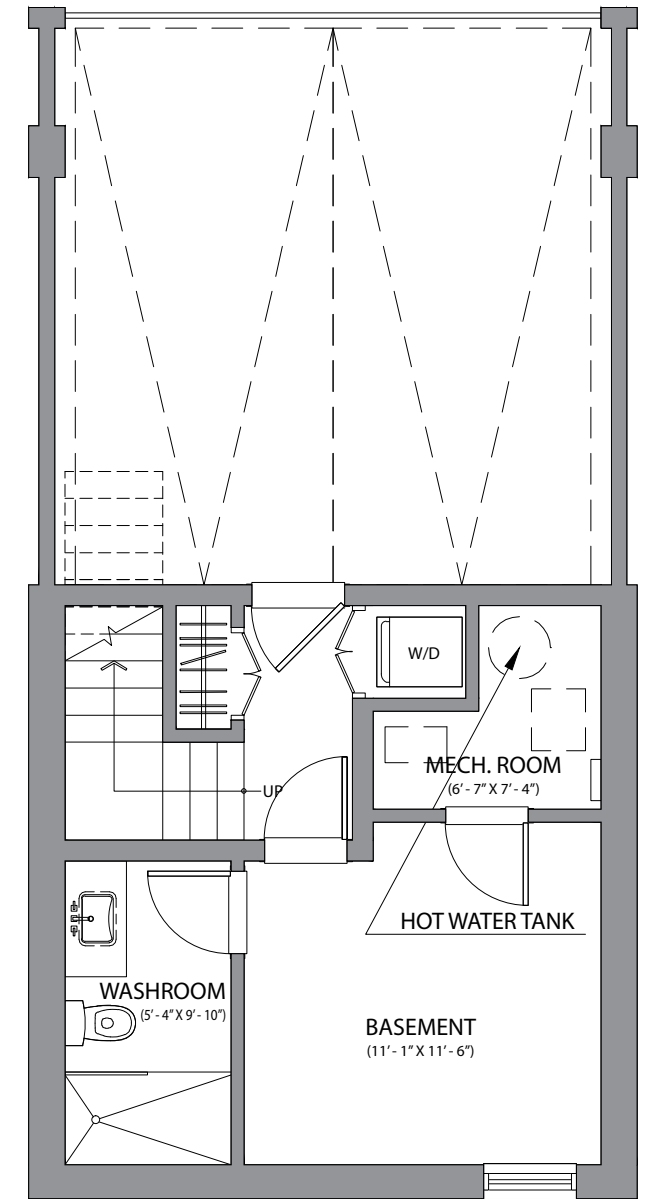 W/D
MECH. ROOM
(6' - 7" X 7' - 4")
UP
HOT WATER TANK
WASHROOM
(5' - 4" X 9' - 10")
BASEMENT
(11' - 1" X 11' - 6")